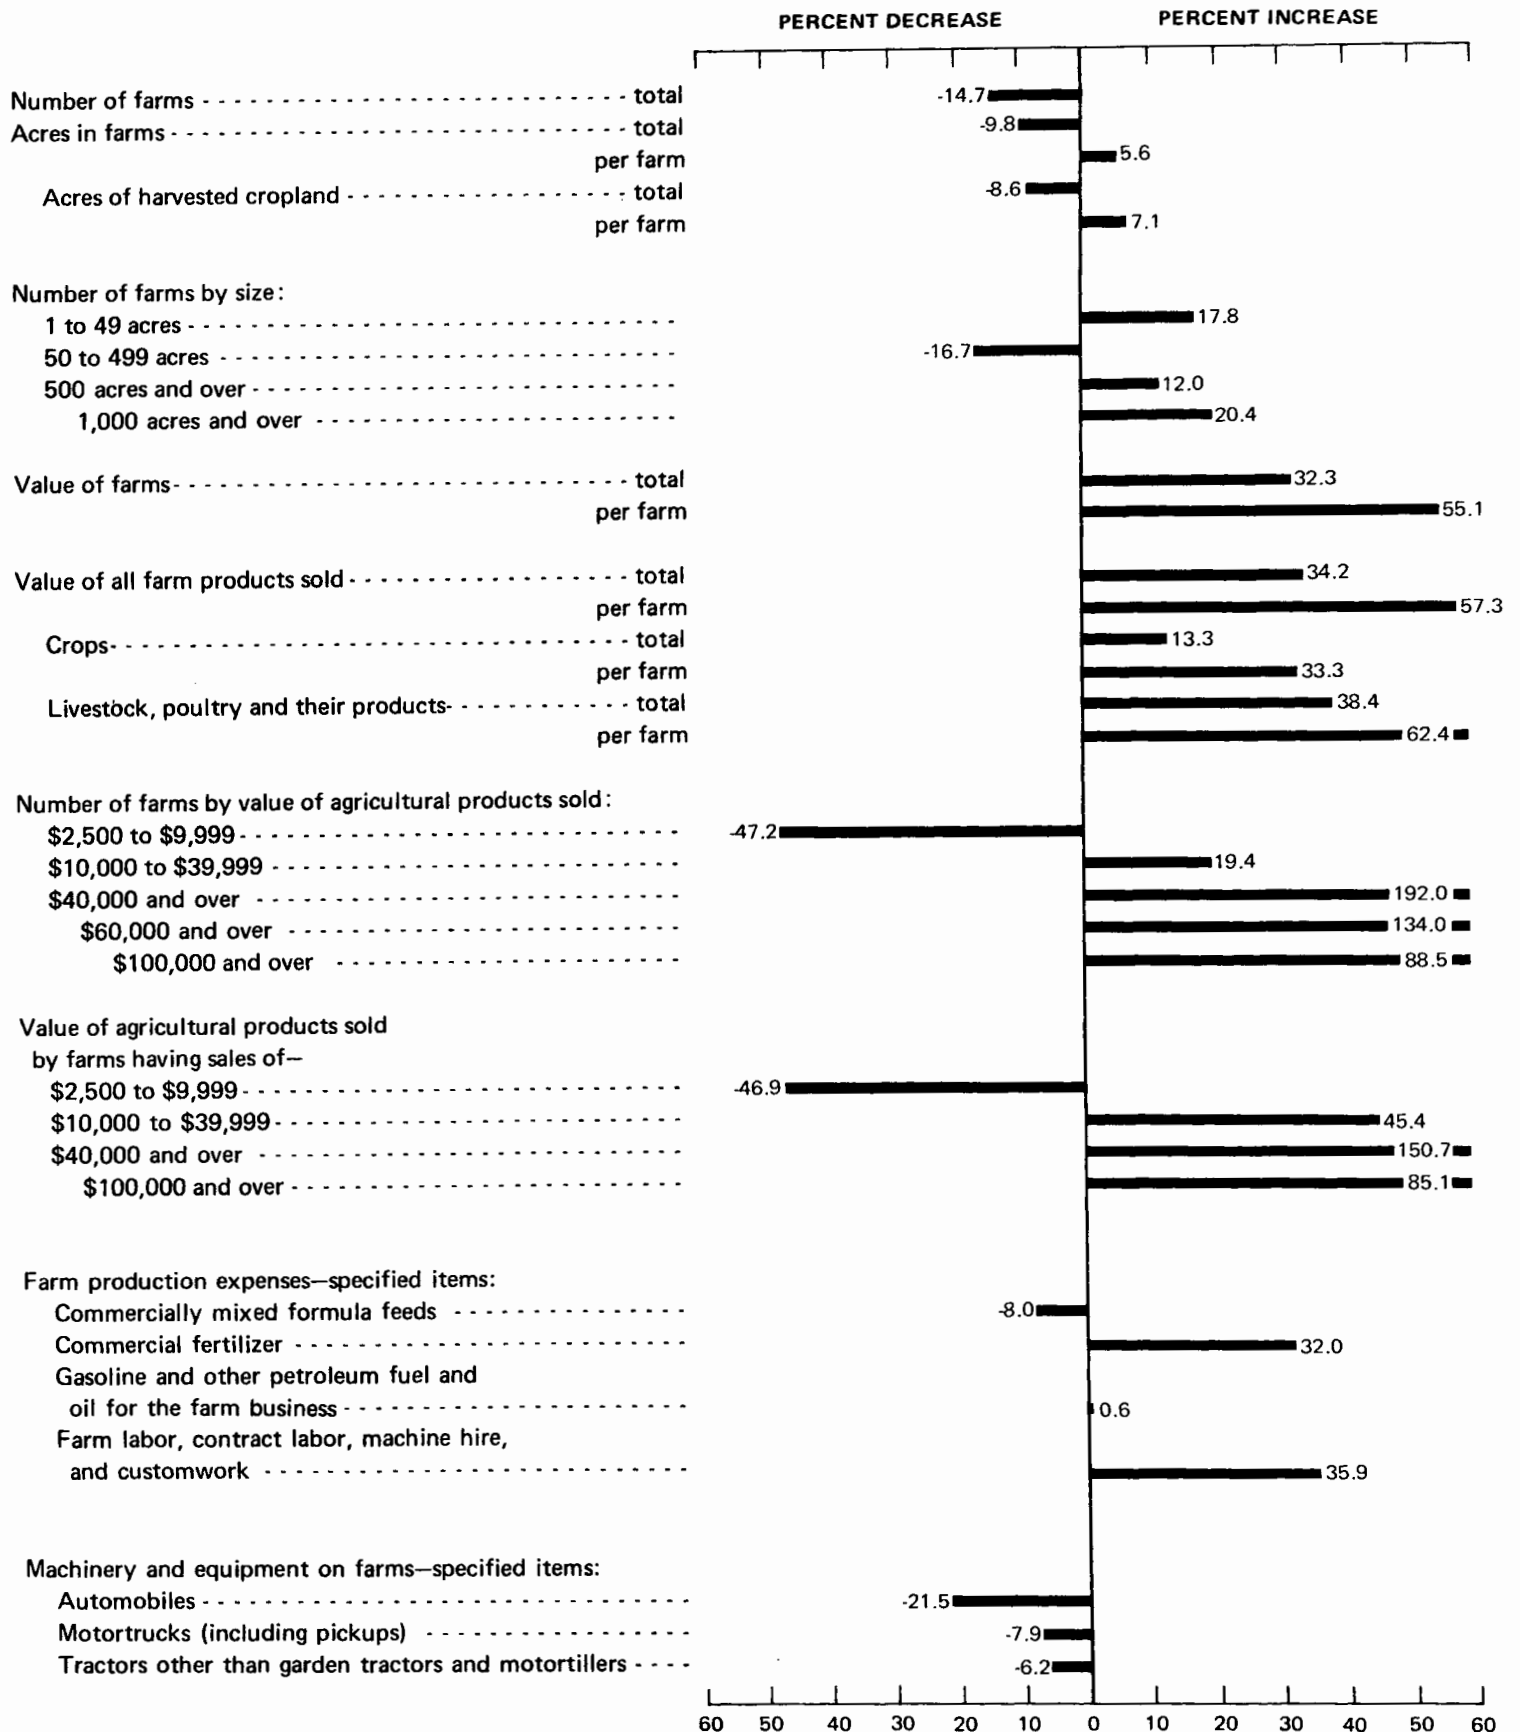 PERCENT DECREASE PERCENT INCREASE
Number of farms - - - - - - - - - - - - - - - - - - - - - - - - - - - total -14.7
Acres in farms - - - - - - - - - - - - - - - - - - - - - - - - - - - - - total -9.8
per farm 5.6
Acres of harvested cropland - - - - - - - - - - - - - - - - - - total -8.6
per farm 7.1
Number of farms by size:
1 to 49 acres - - - - - - - - - - - - - - - - - - - - - - - - - - - - - - - 17.8
50 to 499 acres - - - - - - - - - - - - - - - - - - - - - - - - - - - - - -16.7
500 acres and over - - - - - - - - - - - - - - - - - - - - - - - - - - - 12.0
1,000 acres and over - - - - - - - - - - - - - - - - - - - - - - - 20.4
Value of farms - - - - - - - - - - - - - - - - - - - - - - - - - - - - - total 32.3
per farm 55.1
Value of all farm products sold - - - - - - - - - - - - - - - - - - total 34.2
per farm 57.3
Crops - - - - - - - - - - - - - - - - - - - - - - - - - - - - - - - - - total 13.3
per farm 33.3
Livestock, poultry and their products - - - - - - - - - - - - total 38.4
per farm 62.4
Number of farms by value of agricultural products sold:
$2,500 to $9,999 - - - - - - - - - - - - - - - - - - - - - - - - - - - -47.2
$10,000 to $39,999 - - - - - - - - - - - - - - - - - - - - - - - - - - 19.4
$40,000 and over - - - - - - - - - - - - - - - - - - - - - - - - - - - 192.0
$60,000 and over - - - - - - - - - - - - - - - - - - - - - - - - - 134.0
$100,000 and over - - - - - - - - - - - - - - - - - - - - - - 88.5
Value of agricultural products sold
by farms having sales of—
$2,500 to $9,999 - - - - - - - - - - - - - - - - - - - - - - - - - - - -46.9
$10,000 to $39,999 - - - - - - - - - - - - - - - - - - - - - - - - - - 45.4
$40,000 and over - - - - - - - - - - - - - - - - - - - - - - - - - - - 150.7
$100,000 and over - - - - - - - - - - - - - - - - - - - - - - - - - 85.1
Farm production expenses—specified items:
Commercially mixed formula feeds - - - - - - - - - - - - - - -8.0
Commercial fertilizer - - - - - - - - - - - - - - - - - - - - - - - - - 32.0
Gasoline and other petroleum fuel and
oil for the farm business - - - - - - - - - - - - - - - - - - - - - - 0.6
Farm labor, contract labor, machine hire,
and customwork - - - - - - - - - - - - - - - - - - - - - - - - - - - 35.9
Machinery and equipment on farms—specified items:
Automobiles - - - - - - - - - - - - - - - - - - - - - - - - - - - - - - - -21.5
Motortrucks (including pickups) - - - - - - - - - - - - - - - - -7.9
Tractors other than garden tractors and motortillers - - - - -6.2
60 50 40 30 20 10 0 10 20 30 40 50 60